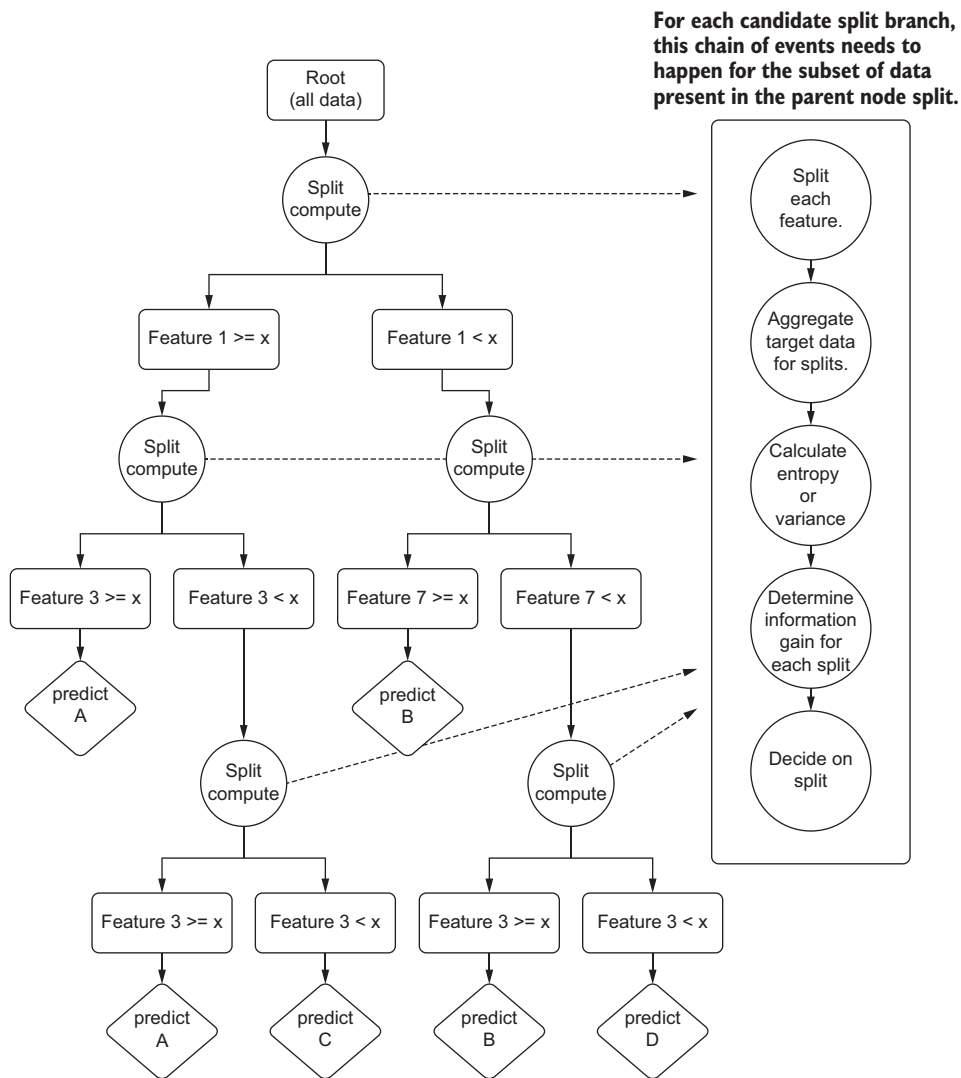 For each candidate split branch,
this chain of events needs to
happen for the subset of data
present in the parent node split.
Root
(all data)
Split
compute
Split
each
feature.
Feature 1 >= x
Feature 1 < x
Aggregate
target data
for splits.
Split
compute
Split
compute
Calculate
entropy
or
variance
Feature 3 >= x
Feature 3 < x
Feature 7 >= x
Feature 7 < x
Determine
information
gain for
each split
predict
A
predict
B
Split
compute
Split
compute
Decide on
split
Feature 3 >= x
Feature 3 < x
Feature 3 >= x
Feature 3 < x
predict
A
predict
C
predict
B
predict
D